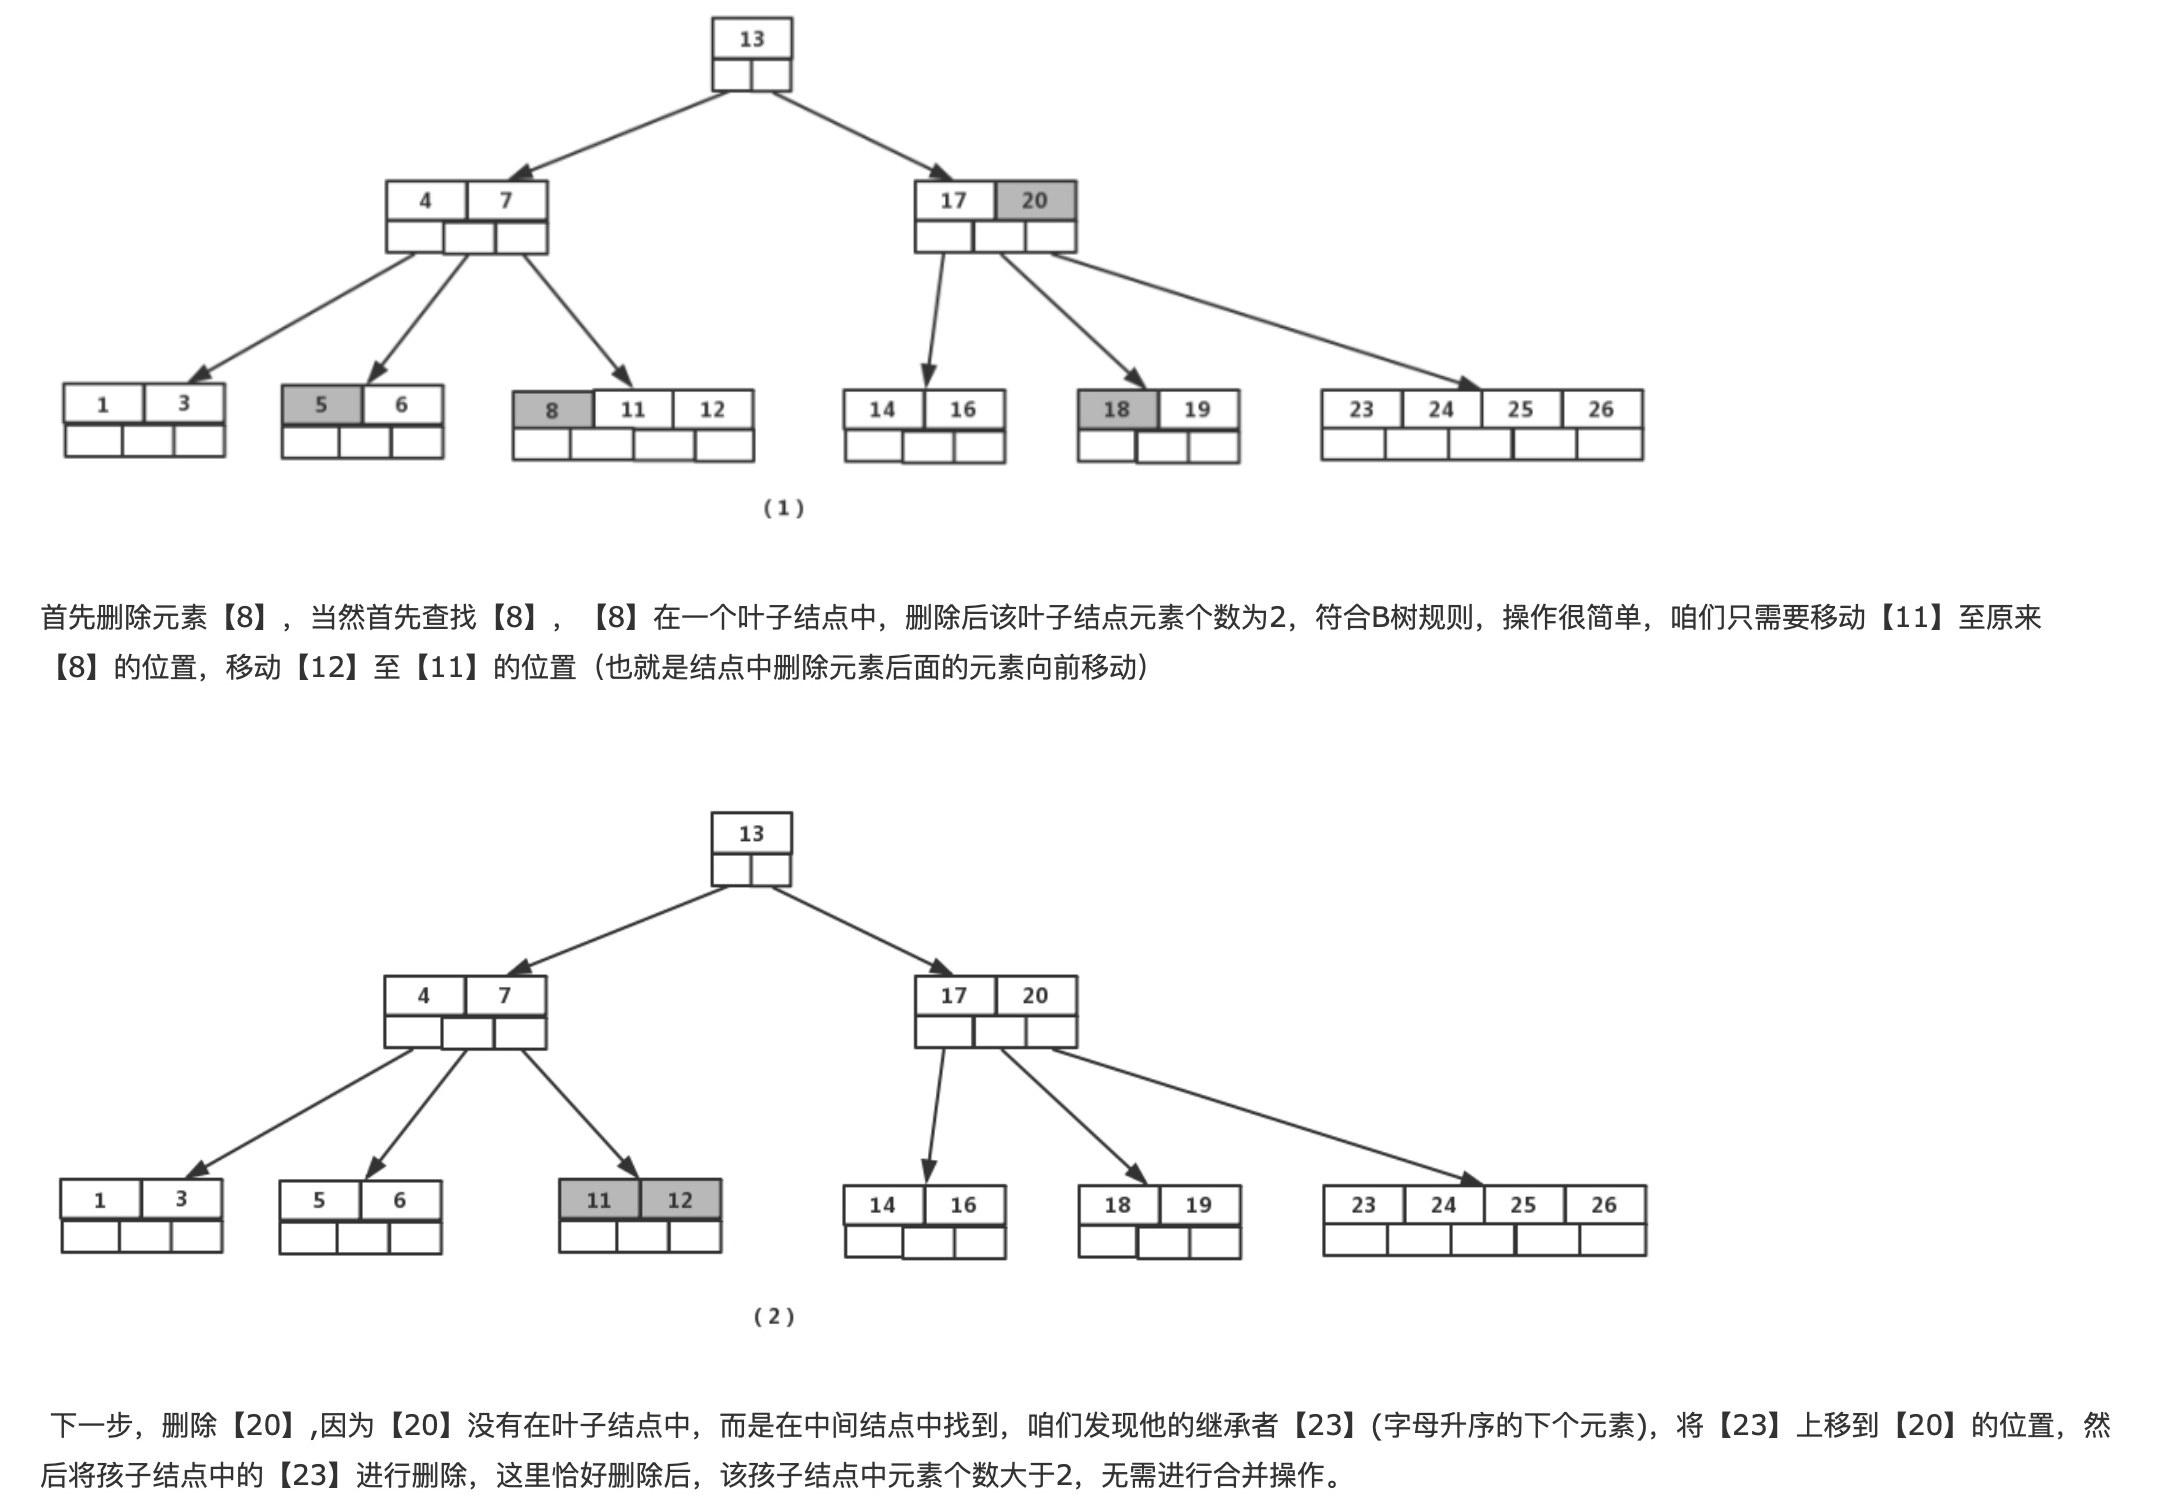 13
4 7 17 20
1 3 5 6 8 11 12 14 16 18 19 23 24 25 26
(1)
首先删除元素【8】，当然首先查找【8】，【8】在一个叶子结点中，删除后该叶子结点元素个数为2，符合B树规则，操作很简单，咱们只需要移动【11】至原来
【8】的位置，移动【12】至【11】的位置（也就是结点中删除元素后面的元素向前移动）
13
4 7 17 20
1 3 5 6 11 12 14 16 18 19 23 24 25 26
(2)
下一步，删除【20】,因为【20】没有在叶子结点中，而是在中间结点中找到，咱们发现他的继承者【23】(字母升序的下个元素)，将【23】上移到【20】的位置，然
后将孩子结点中的【23】进行删除，这里恰好删除后，该孩子结点中元素个数大于2，无需进行合并操作。